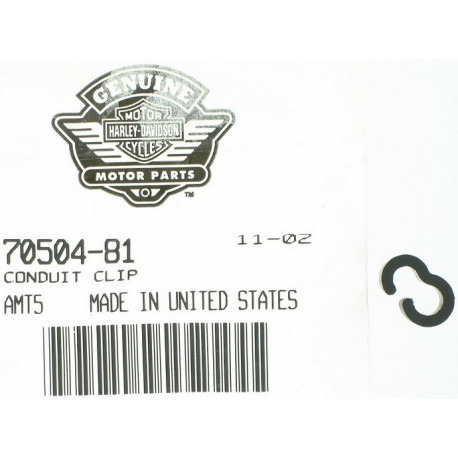 GENUINE
MOTOR
HARLEY-DAVIDSON
CYCLES
MOTOR PARTS
TM
70504-81
11-02
CONDUIT CLIP
AMT5 MADE IN UNITED STATES